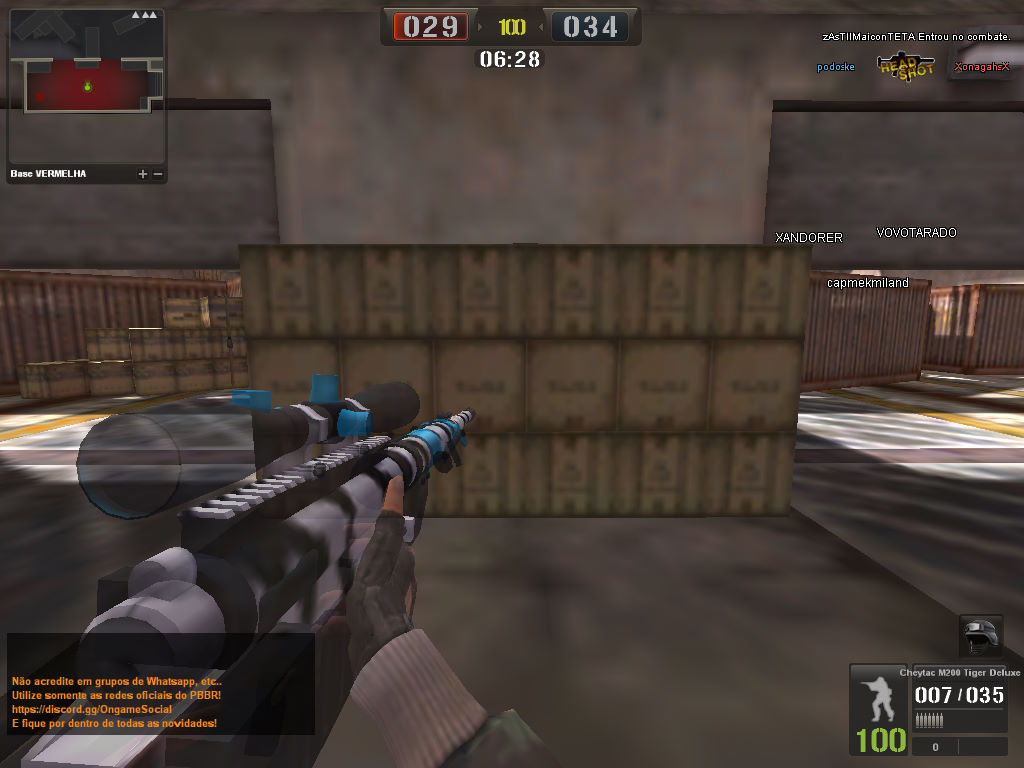 029 100 034
06:28
zAsTIIMaiconTETA Entrou no combate.
podoske HEAD SHOT XonagahsX
Base VERMELHA
XANDORER
VOVOTARADO
capmekmiland
Não acredite em grupos de Whatsapp, etc..
Utilize somente as redes oficiais do PBBR!
https://discord.gg/OngameSocial
E fique por dentro de todas as novidades!
Cheytac M200 Tiger Deluxe
007/035
100
0